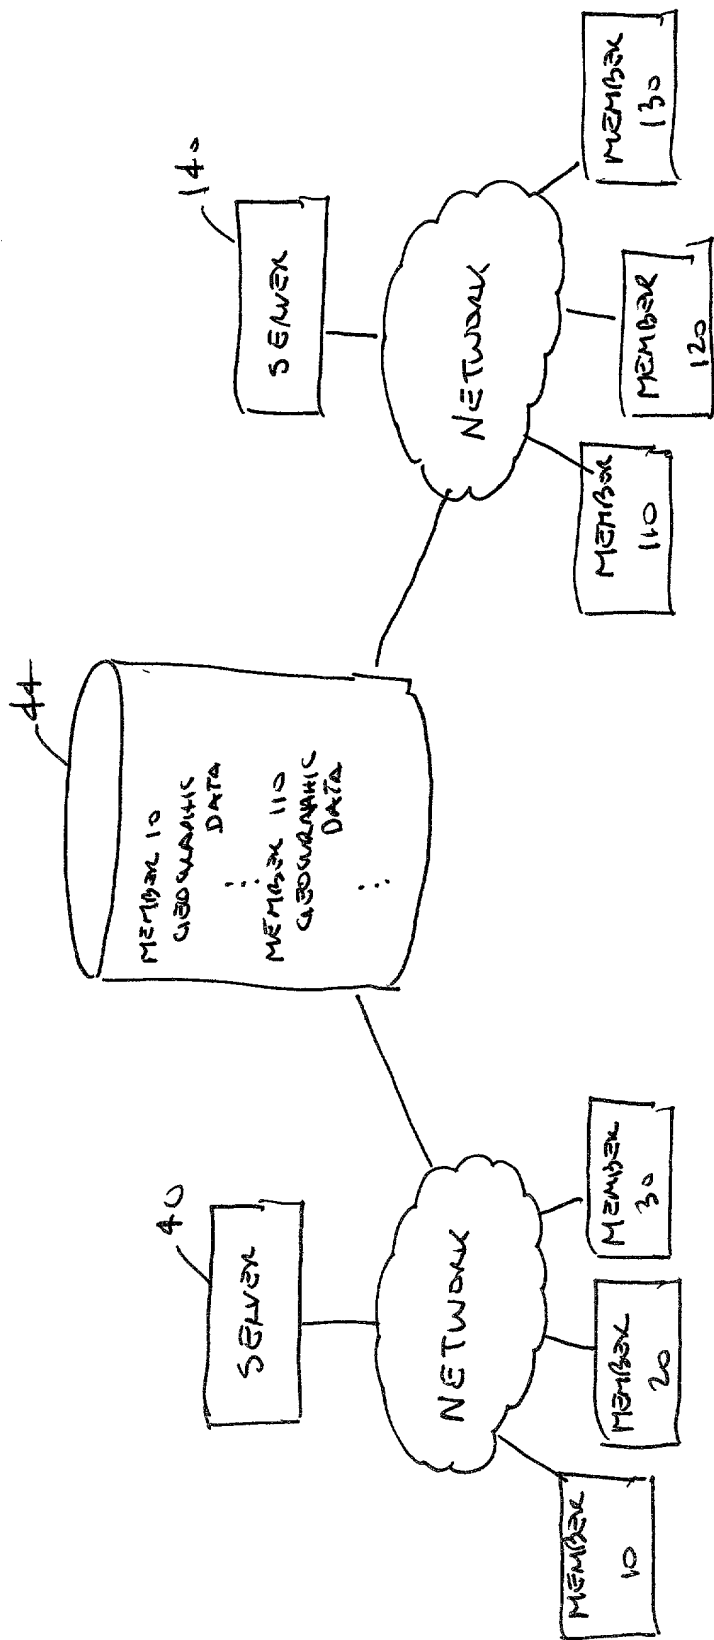 40
SERVER
NETWORK
MEMBER
10
MEMBER
20
MEMBER
30
44
MEMBER 10
GEOGRAPHIC
DATA
⋮
MEMBER 110
GEOGRAPHIC
DATA
⋮
140
SERVER
NETWORK
MEMBER
110
MEMBER
120
MEMBER
130